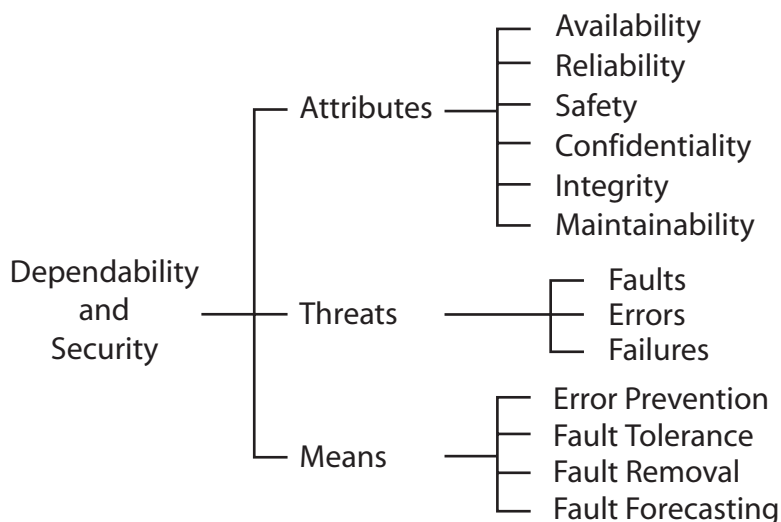 Availability
Reliability
Safety
Confidentiality
Integrity
Maintainability
Attributes
Dependability
and
Security
Threats
Faults
Errors
Failures
Means
Error Prevention
Fault Tolerance
Fault Removal
Fault Forecasting